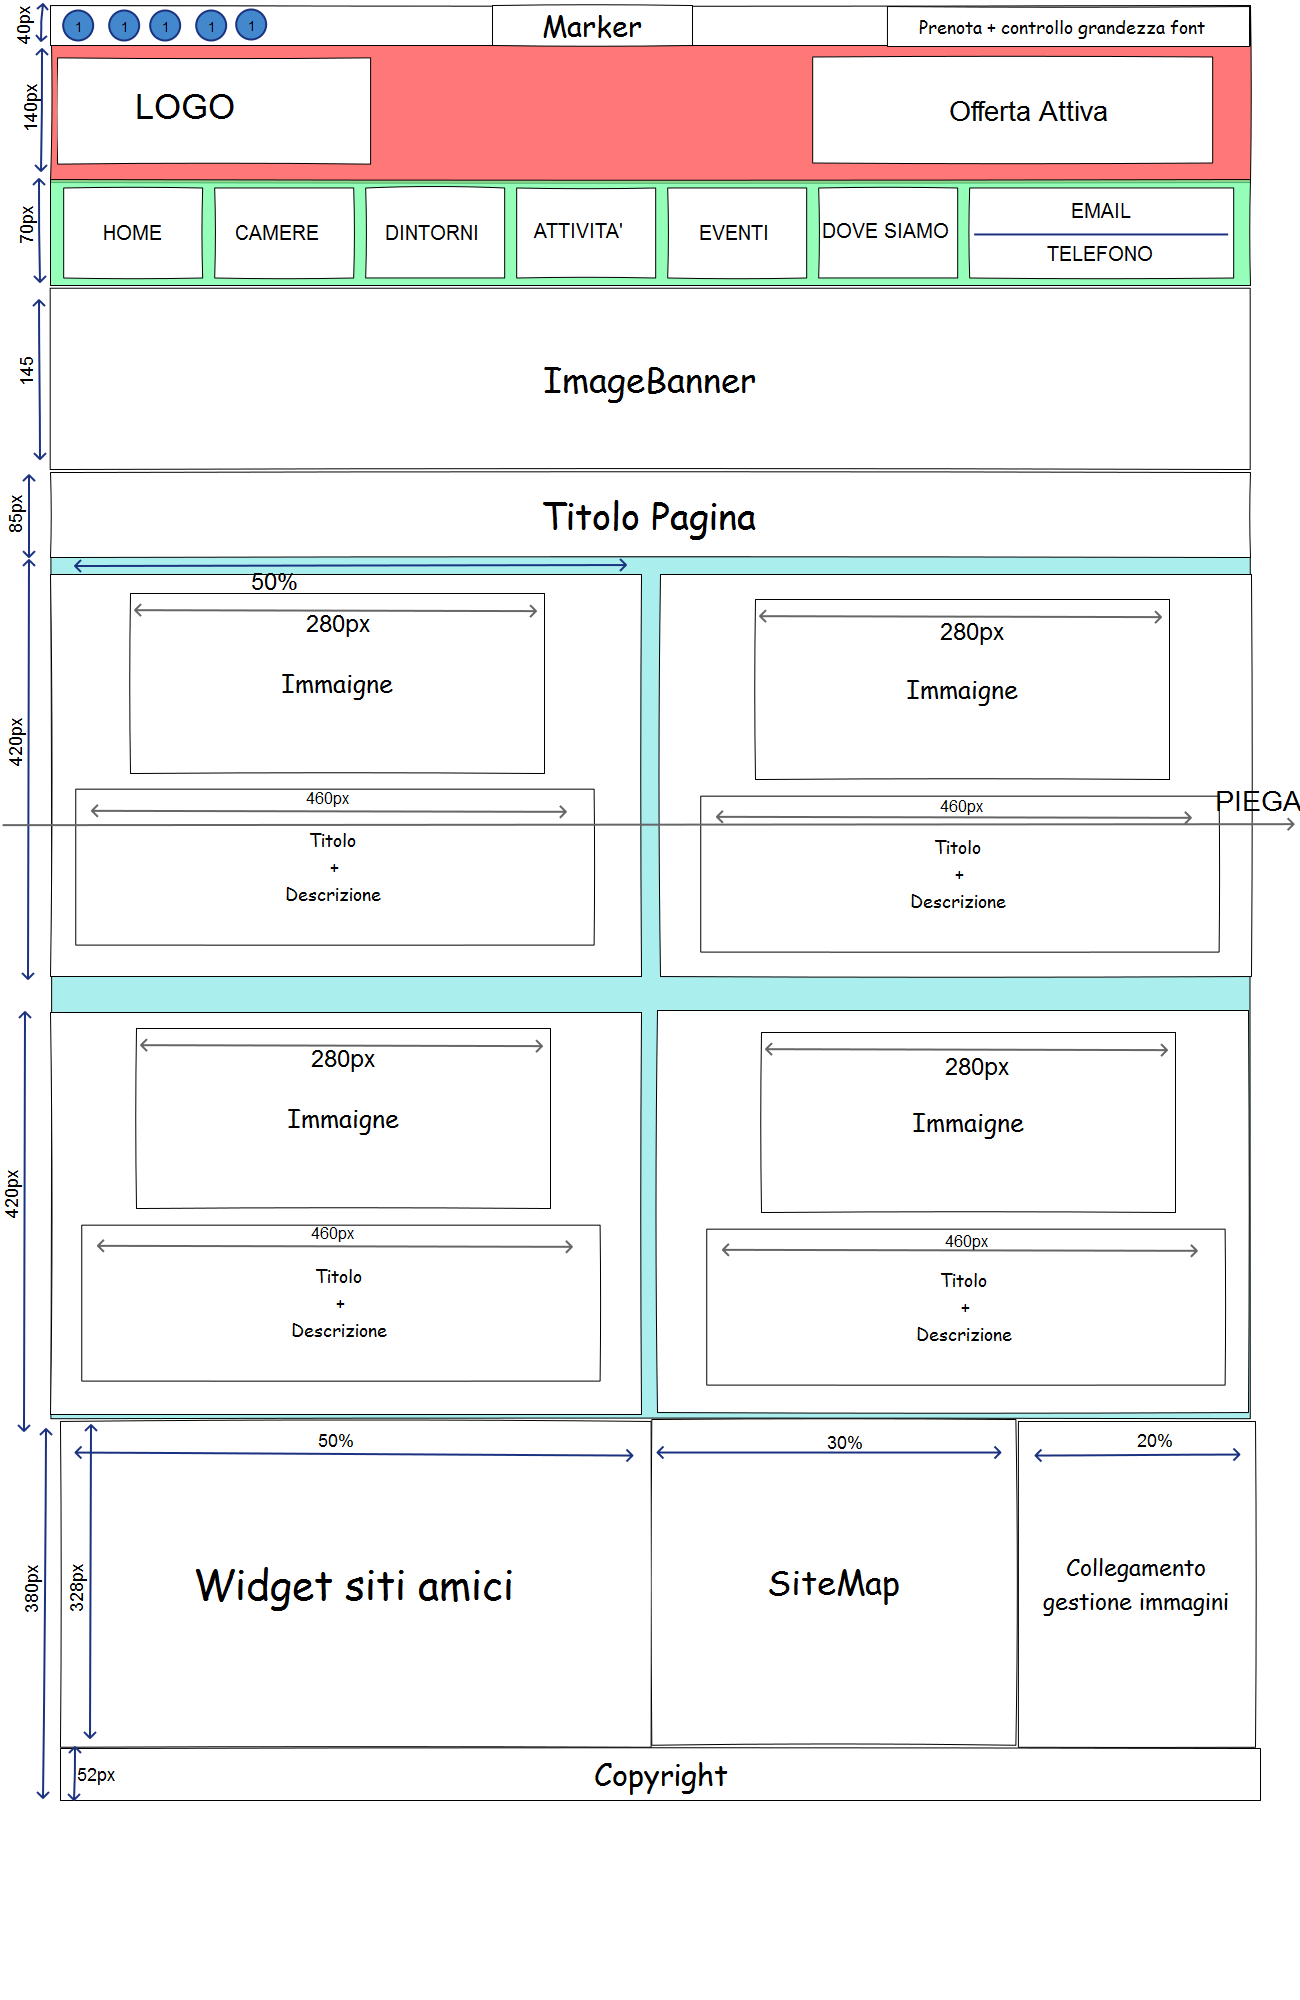 40px
1 1 1 1 1
Marker
Prenota + controllo grandezza font
140px
LOGO
Offerta Attiva
70px
HOME
CAMERE
DINTORNI
ATTIVITA'
EVENTI
DOVE SIAMO
EMAIL
TELEFONO
145
ImageBanner
85px
Titolo Pagina
420px
50%
280px
Immaigne
460px
Titolo
+
Descrizione
280px
Immaigne
460px
Titolo
+
Descrizione
PIEGA
420px
280px
Immaigne
460px
Titolo
+
Descrizione
280px
Immaigne
460px
Titolo
+
Descrizione
380px
328px
50%
Widget siti amici
30%
SiteMap
20%
Collegamento
gestione immagini
52px
Copyright